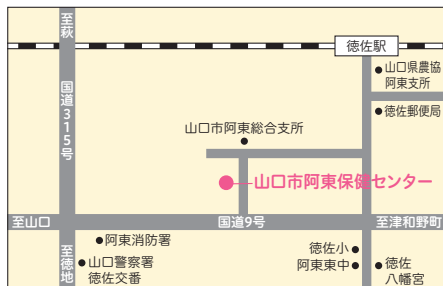 至萩
徳佐駅
山口県農協
阿東支所
国道315号
徳佐郵便局
山口市阿東総合支所
山口市阿東保健センター
至山口
国道9号
至津和野町
阿東消防署
徳佐小
至徳地
山口警察署
徳佐交番
阿東東中
徳佐
八幡宮